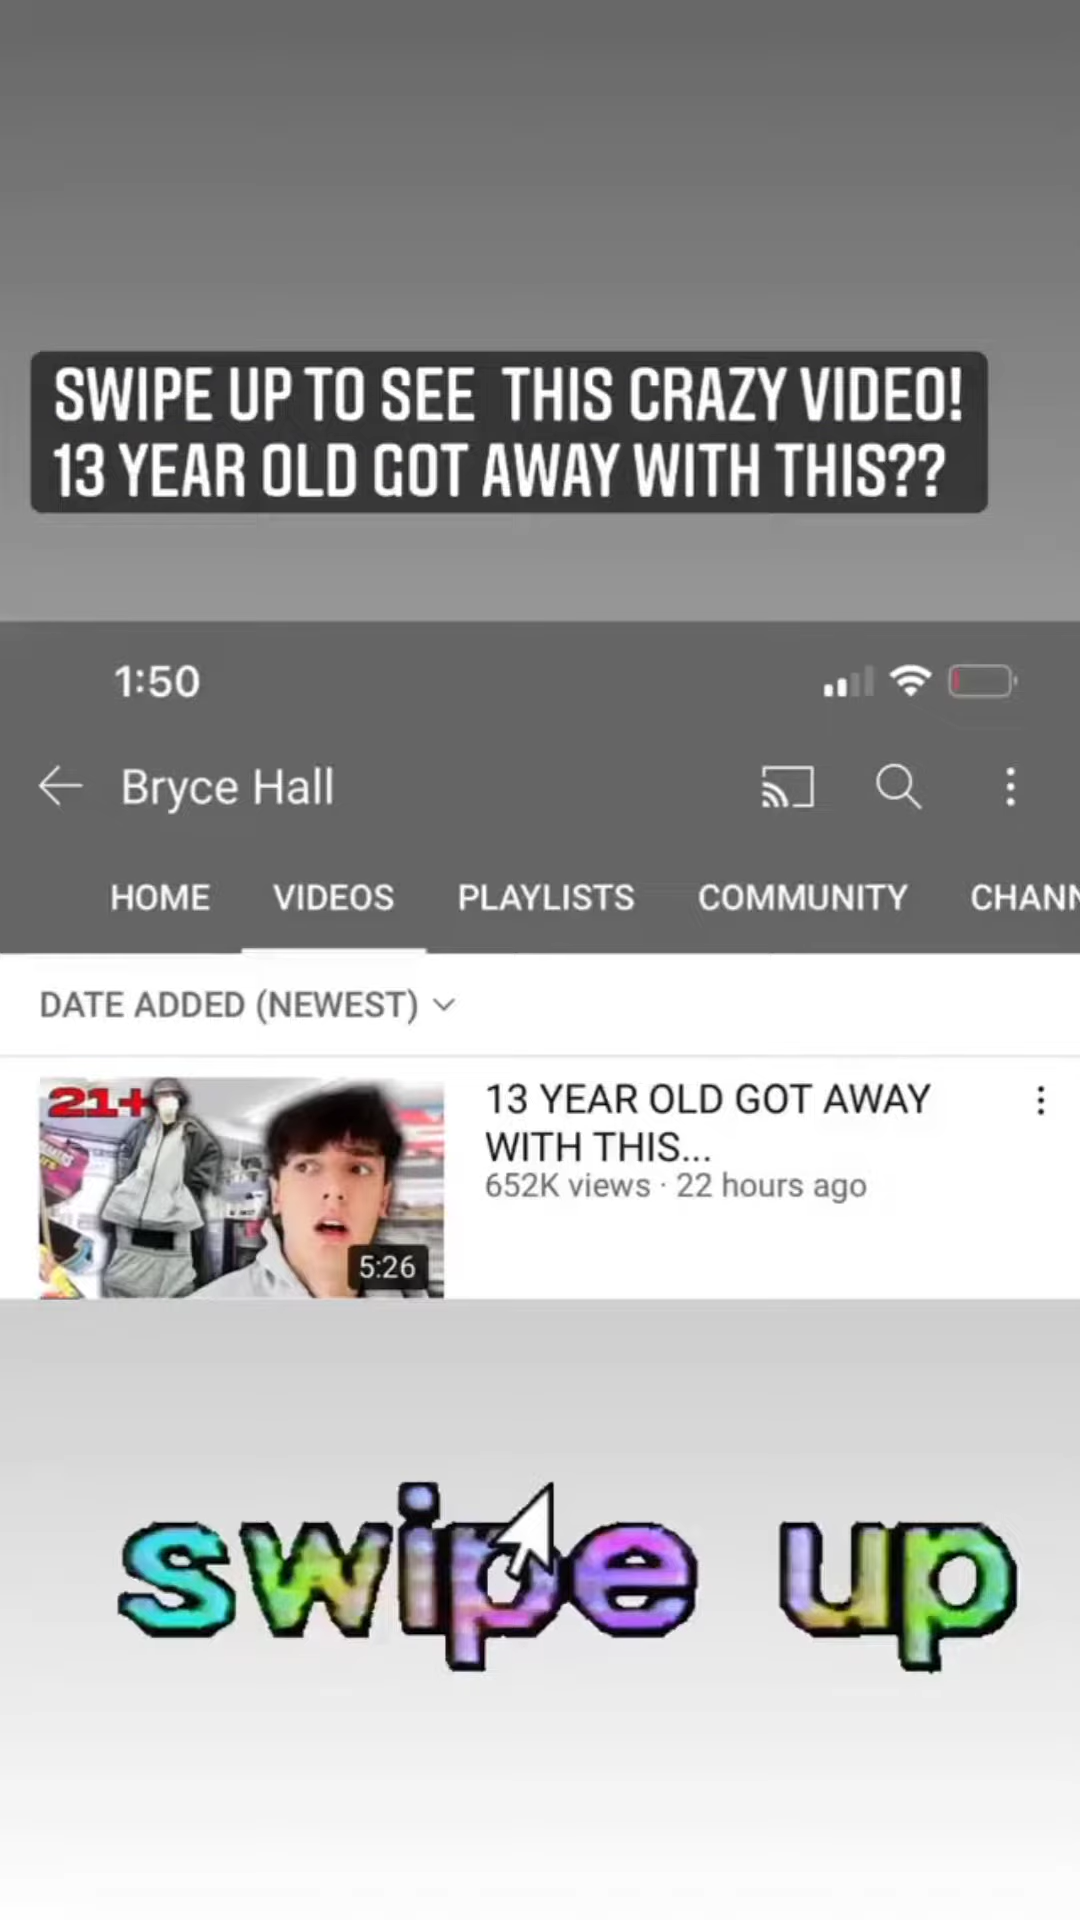 SWIPE UP TO SEE THIS CRAZY VIDEO!
13 YEAR OLD GOT AWAY WITH THIS??
1:50
Bryce Hall
HOME VIDEOS PLAYLISTS COMMUNITY CHANN
DATE ADDED (NEWEST)
21+
5:26
13 YEAR OLD GOT AWAY
WITH THIS...
652K views · 22 hours ago
swipe up